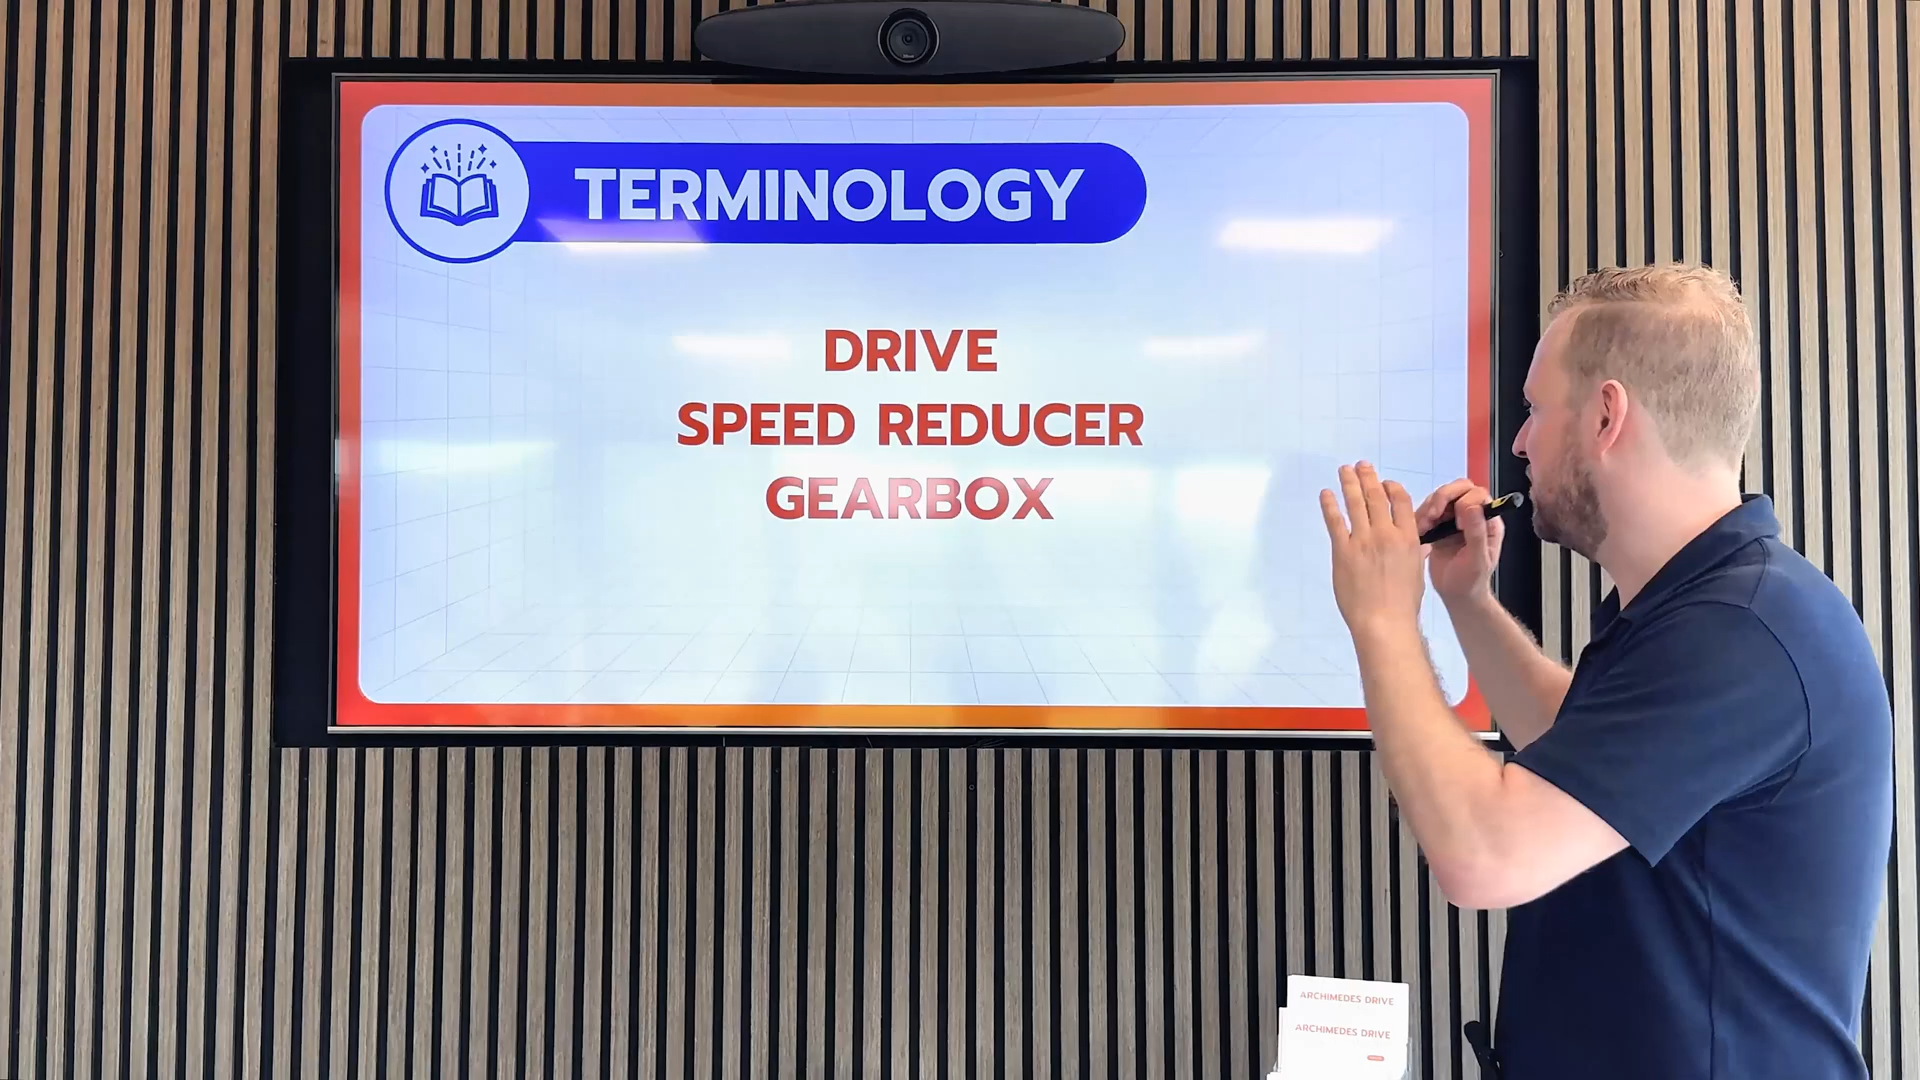 TERMINOLOGY
DRIVE
SPEED REDUCER
GEARBOX
ARCHIMEDES DRIVE
ARCHIMEDES DRIVE